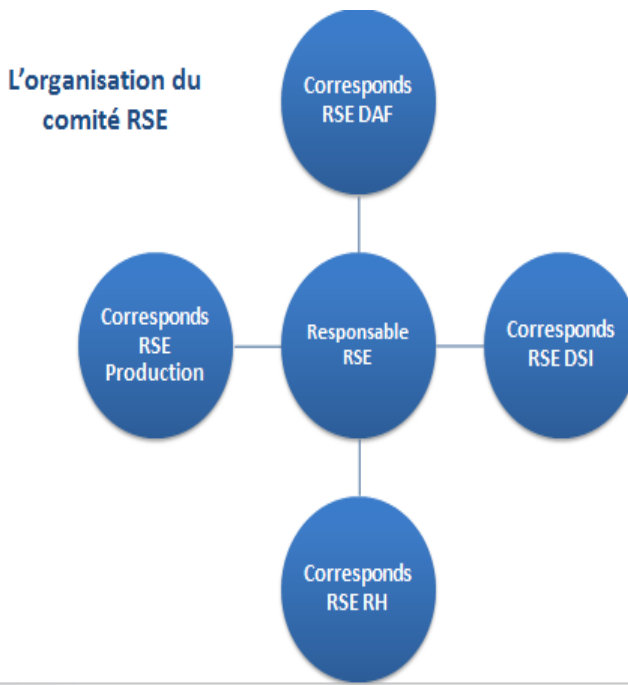 L'organisation du
comité RSE
Corresponds
RSE DAF
Corresponds
RSE
Production
Responsable
RSE
Corresponds
RSE DSI
Corresponds
RSE RH